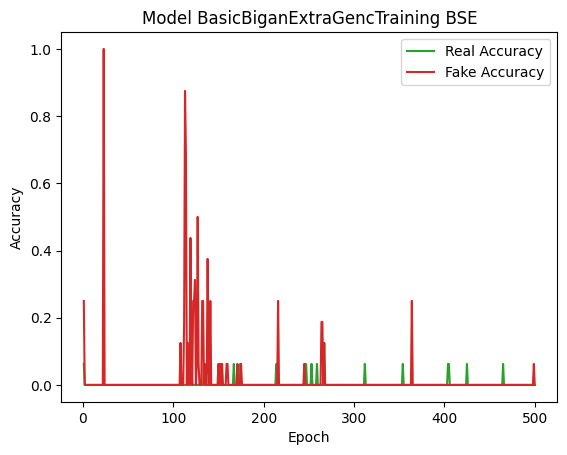 Model BasicBiganExtraGencTraining BSE
Real Accuracy
Fake Accuracy
1.0
0.8
0.6
0.4
0.2
0.0
Accuracy
0 100 200 300 400 500
Epoch